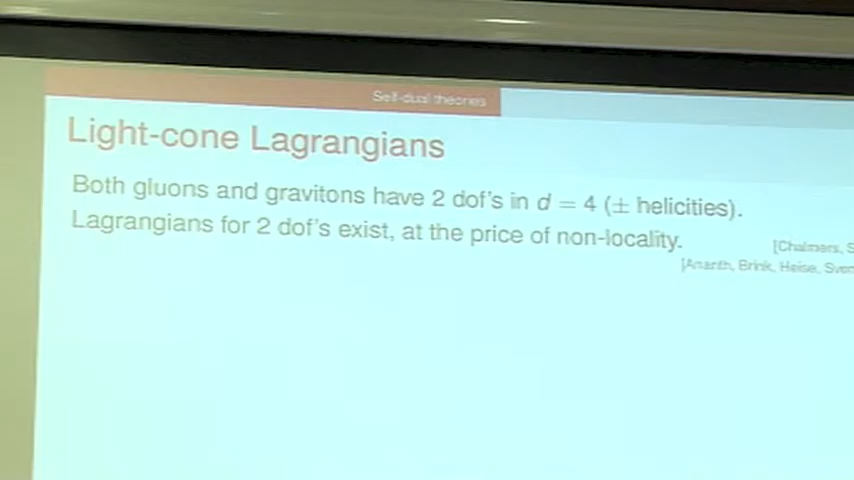 Self-dual theories
Light-cone Lagrangians
Both gluons and gravitons have 2 dof's in d = 4 (± helicities).
Lagrangians for 2 dof's exist, at the price of non-locality.
[Chalmers, S
[Ananth, Brink, Heise, Sven